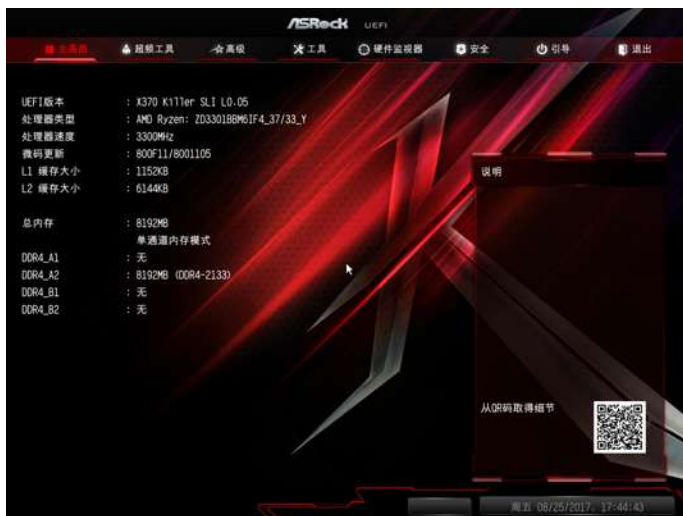 ASRock UEFI
主画面 超频工具 高级 工具 硬件监视器 安全 引导 退出
UEFI版本 : X370 Killer SLI L0.05
处理器类型 : AMD Ryzen: ZD3301BBM6IF4_37/33_Y
处理器速度 : 3300MHz
微码更新 : 800F11/8001105
L1 缓存大小 : 1152KB
L2 缓存大小 : 6144KB
说明
总内存 : 8192MB
单通道内存模式
DDR4_A1 : 无
DDR4_A2 : 8192MB (DDR4-2133)
DDR4_B1 : 无
DDR4_B2 : 无
从QR码取得细节
周五 08/25/2017, 17:44:43